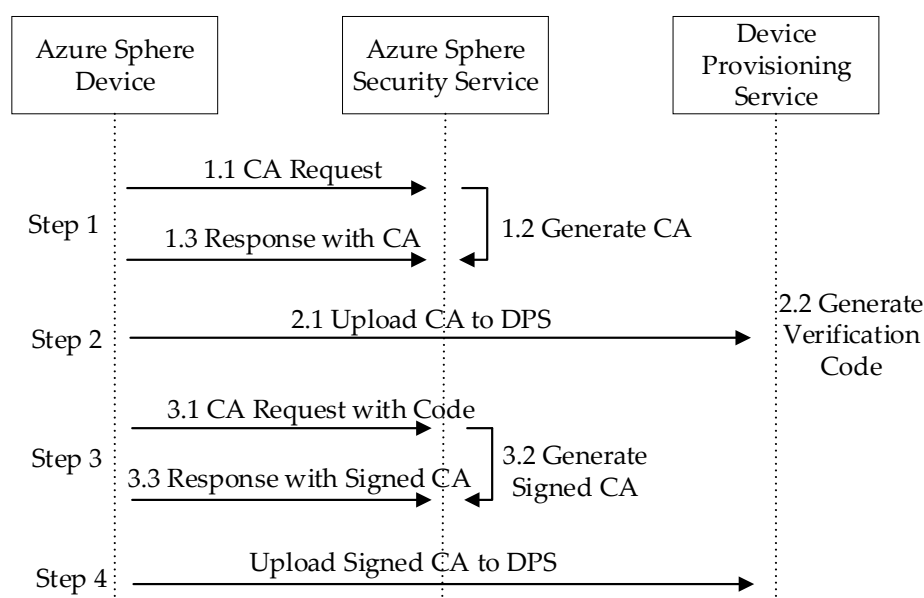 Azure Sphere
Device
Azure Sphere
Security Service
Device
Provisioning
Service
1.1 CA Request
Step 1
1.3 Response with CA
1.2 Generate CA
2.1 Upload CA to DPS
Step 2
2.2 Generate
Verification
Code
3.1 CA Request with Code
Step 3
3.3 Response with Signed CA
3.2 Generate
Signed CA
Upload Signed CA to DPS
Step 4